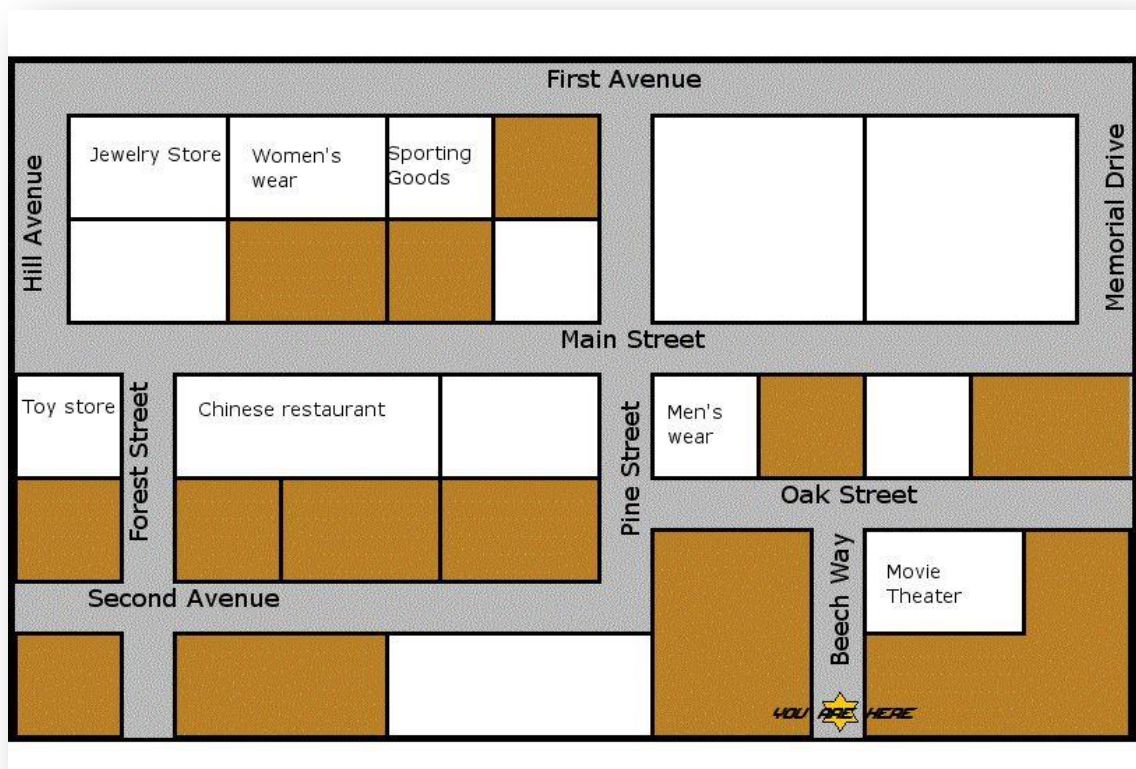 First Avenue
Hill Avenue
Jewelry Store
Women's
wear
Sporting
Goods
Memorial Drive
Main Street
Toy store
Forest Street
Chinese restaurant
Pine Street
Men's
wear
Oak Street
Second Avenue
Beech Way
Movie
Theater
YOU ARE HERE